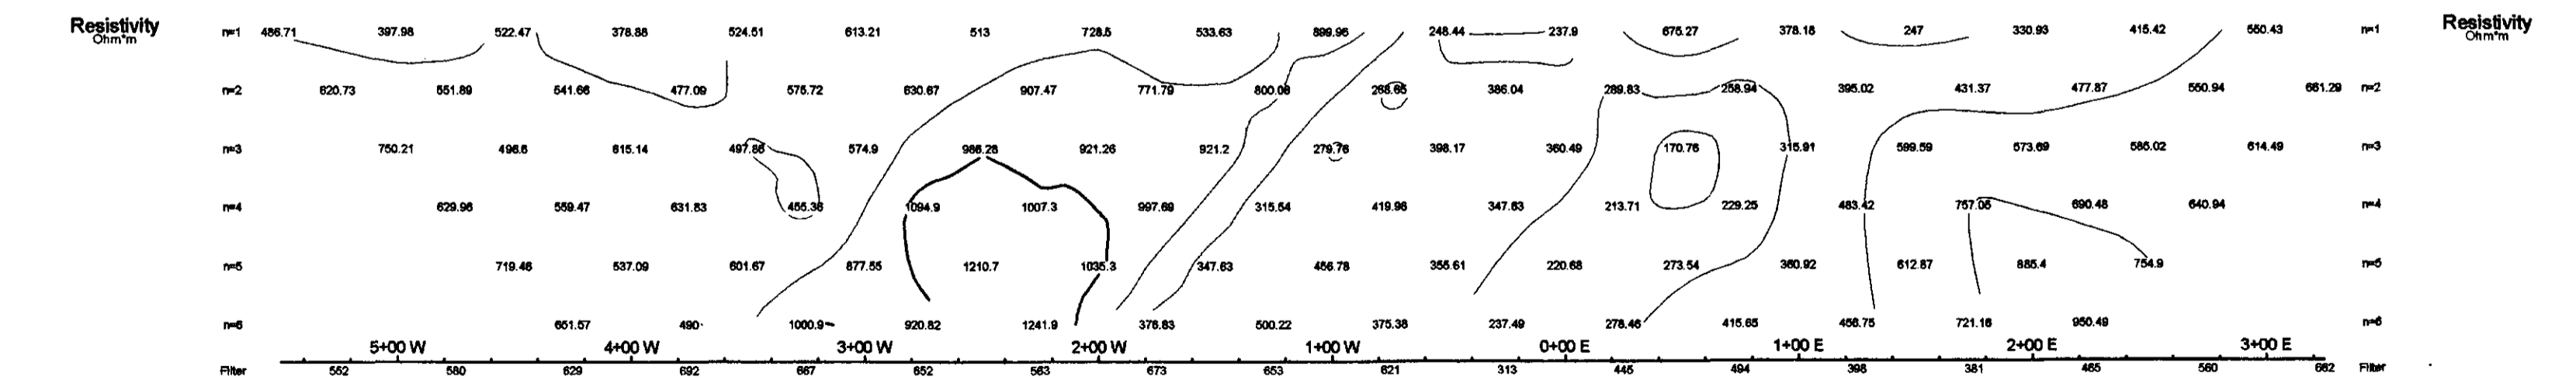 Resistivity Resistivity
Ohm*m Ohm*m
n=1 486.71 397.98 522.47 378.88 524.51 613.21 513 728.5 533.63 899.96 248.44 237.9 675.27 378.18 247 330.93 415.42 550.43 n=1
n=2 620.73 551.89 541.66 477.09 575.72 630.67 907.47 771.79 800.08 268.65 386.04 289.83 258.94 395.02 431.37 477.87 550.94 661.29 n=2
n=3 750.21 496.6 615.14 497.86 574.9 986.26 921.26 921.2 279.76 398.17 360.49 170.76 315.91 599.59 573.69 585.02 614.49 n=3
n=4 629.96 559.47 631.83 455.36 1094.9 1007.3 997.69 315.54 419.96 347.63 213.71 229.25 483.42 757.05 690.48 640.94 n=4
n=5 719.46 537.09 601.67 877.55 1210.7 1035.3 347.63 456.78 355.61 220.68 273.54 360.92 612.87 885.4 754.9 n=5
n=6 651.57 490 1000.9 920.82 1241.9 376.83 500.22 375.38 237.49 278.46 415.65 456.75 721.16 950.49 n=6
5+00 W 4+00 W 3+00 W 2+00 W 1+00 W 0+00 E 1+00 E 2+00 E 3+00 E
Filter 552 580 629 692 667 652 563 673 653 621 313 445 494 398 381 465 560 662 Filter